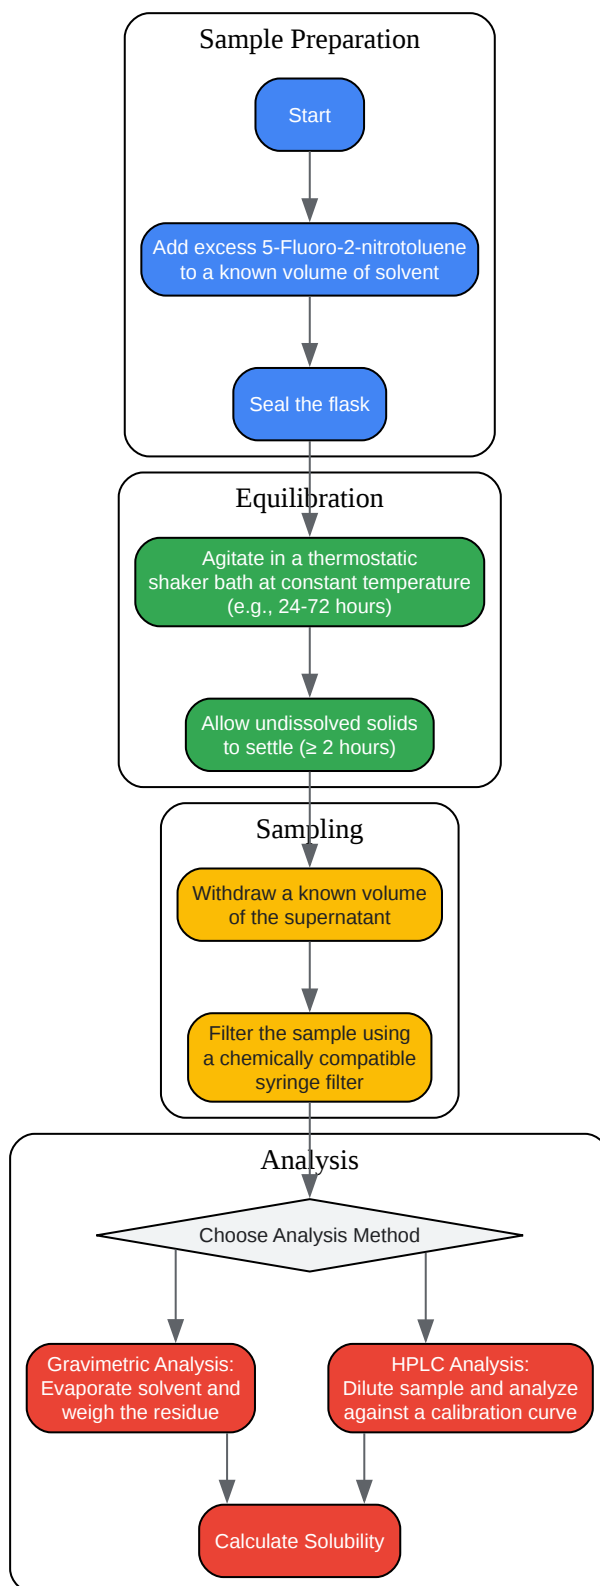 Sample Preparation
Start
Add excess 5-Fluoro-2-nitrotoluene
to a known volume of solvent
Seal the flask
Equilibration
Agitate in a thermostatic
shaker bath at constant temperature
(e.g., 24-72 hours)
Allow undissolved solids
to settle (≥ 2 hours)
Sampling
Withdraw a known volume
of the supernatant
Filter the sample using
a chemically compatible
syringe filter
Analysis
Choose Analysis Method
Gravimetric Analysis:
Evaporate solvent and
weigh the residue
HPLC Analysis:
Dilute sample and analyze
against a calibration curve
Calculate Solubility